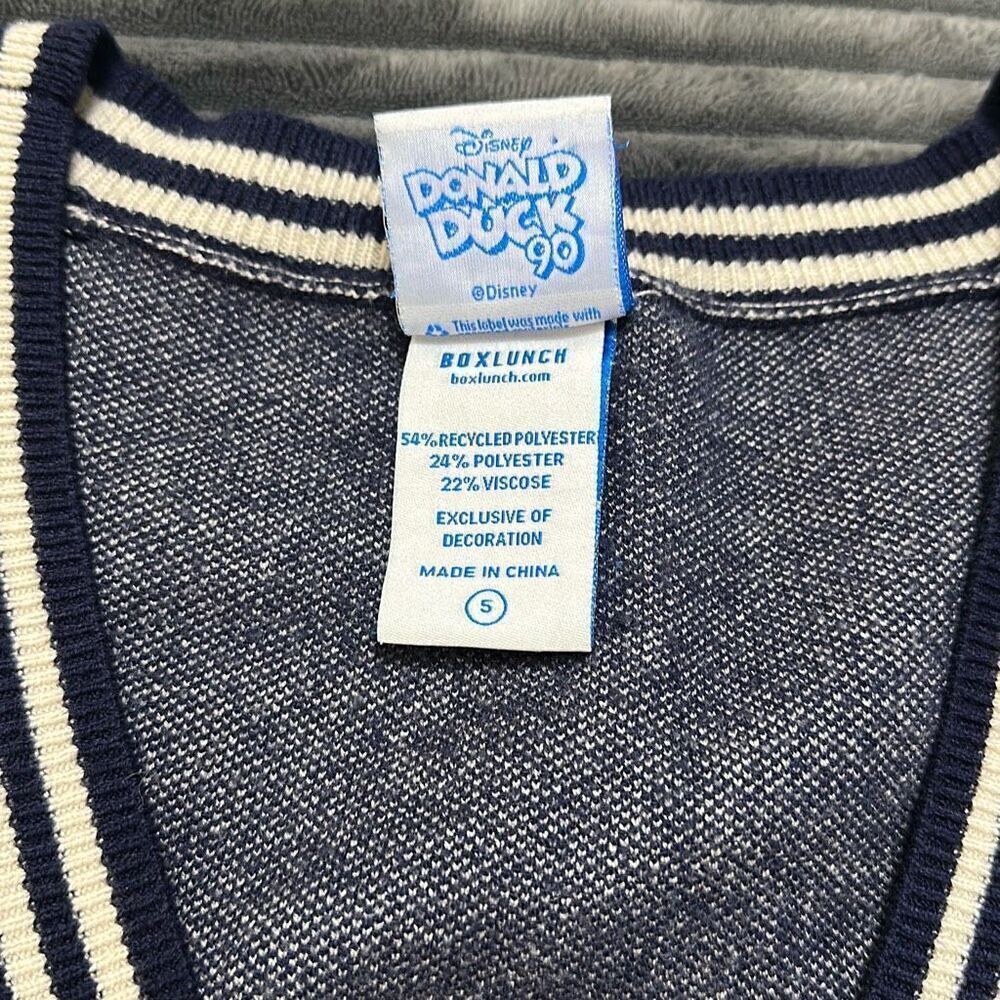 Disney
DONALD
DUCK
90
©Disney
This label was made with
BOXLUNCH
boxlunch.com
54% RECYCLED POLYESTER
24% POLYESTER
22% VISCOSE
EXCLUSIVE OF
DECORATION
MADE IN CHINA
S